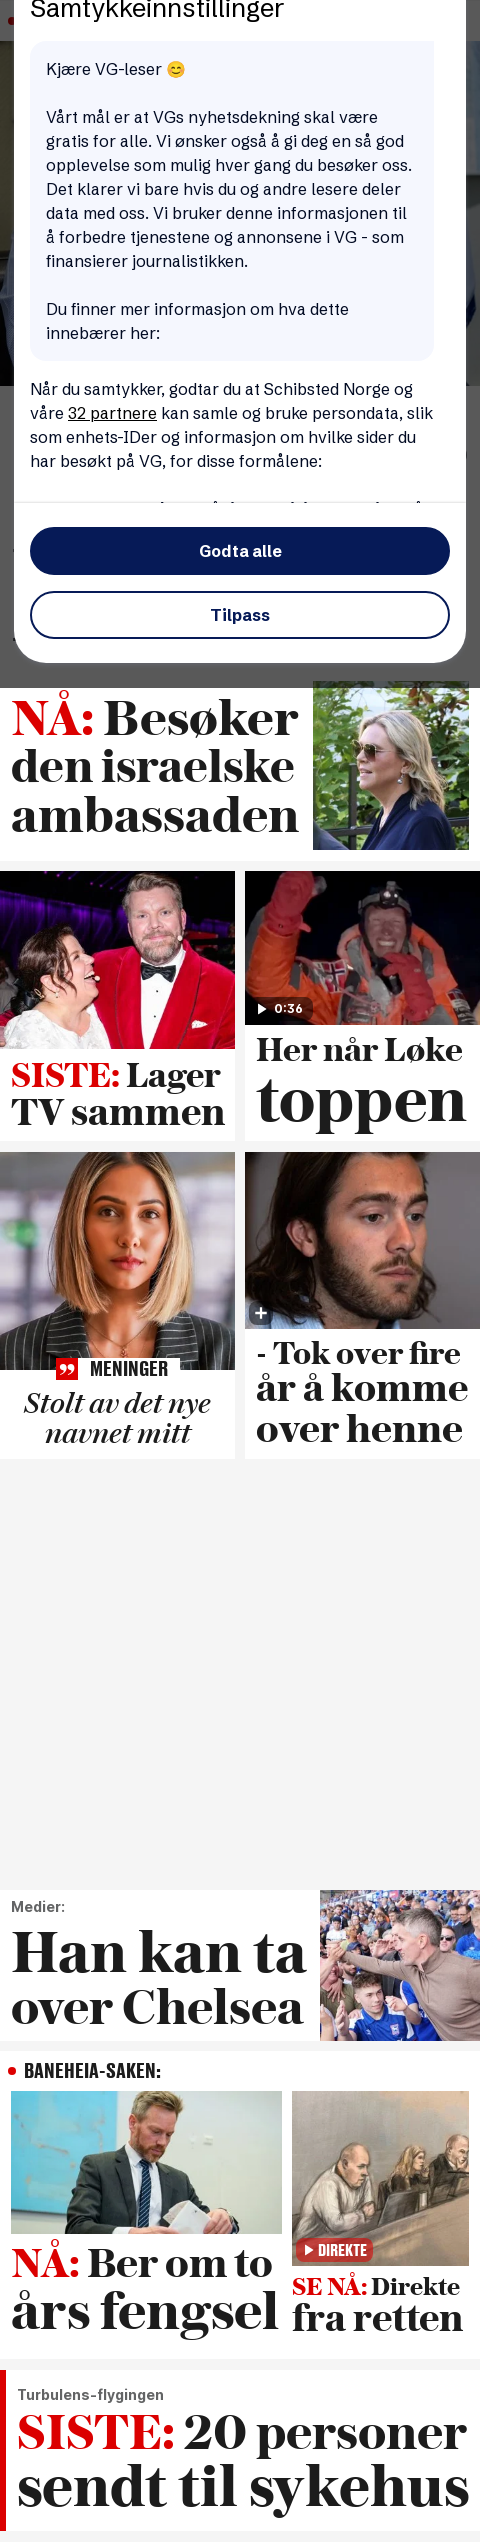 Samtykkeinnstillinger
Kjære VG-leser 😊
Vårt mål er at VGs nyhetsdekning skal være
gratis for alle. Vi ønsker også å gi deg en så god
opplevelse som mulig hver gang du besøker oss.
Det klarer vi bare hvis du og andre lesere deler
data med oss. Vi bruker denne informasjonen til
å forbedre tjenestene og annonsene i VG - som
finansierer journalistikken.
Du finner mer informasjon om hva dette
innebærer her:
Når du samtykker, godtar du at Schibsted Norge og
våre 32 partnere kan samle og bruke persondata, slik
som enhets-IDer og informasjon om hvilke sider du
har besøkt på VG, for disse formålene:
Godta alle
Tilpass
NÅ: Besøker
den israelske
ambassaden
SISTE: Lager
TV sammen
0:36
Her når Løke
toppen
MENINGER
Stolt av det nye
navnet mitt
- Tok over fire
år å komme
over henne
Medier:
Han kan ta
over Chelsea
BANEHEIA-SAKEN:
NÅ: Ber om to
års fengsel
DIREKTE
SE NÅ: Direkte
fra retten
Turbulens-flygingen
SISTE: 20 personer
sendt til sykehus